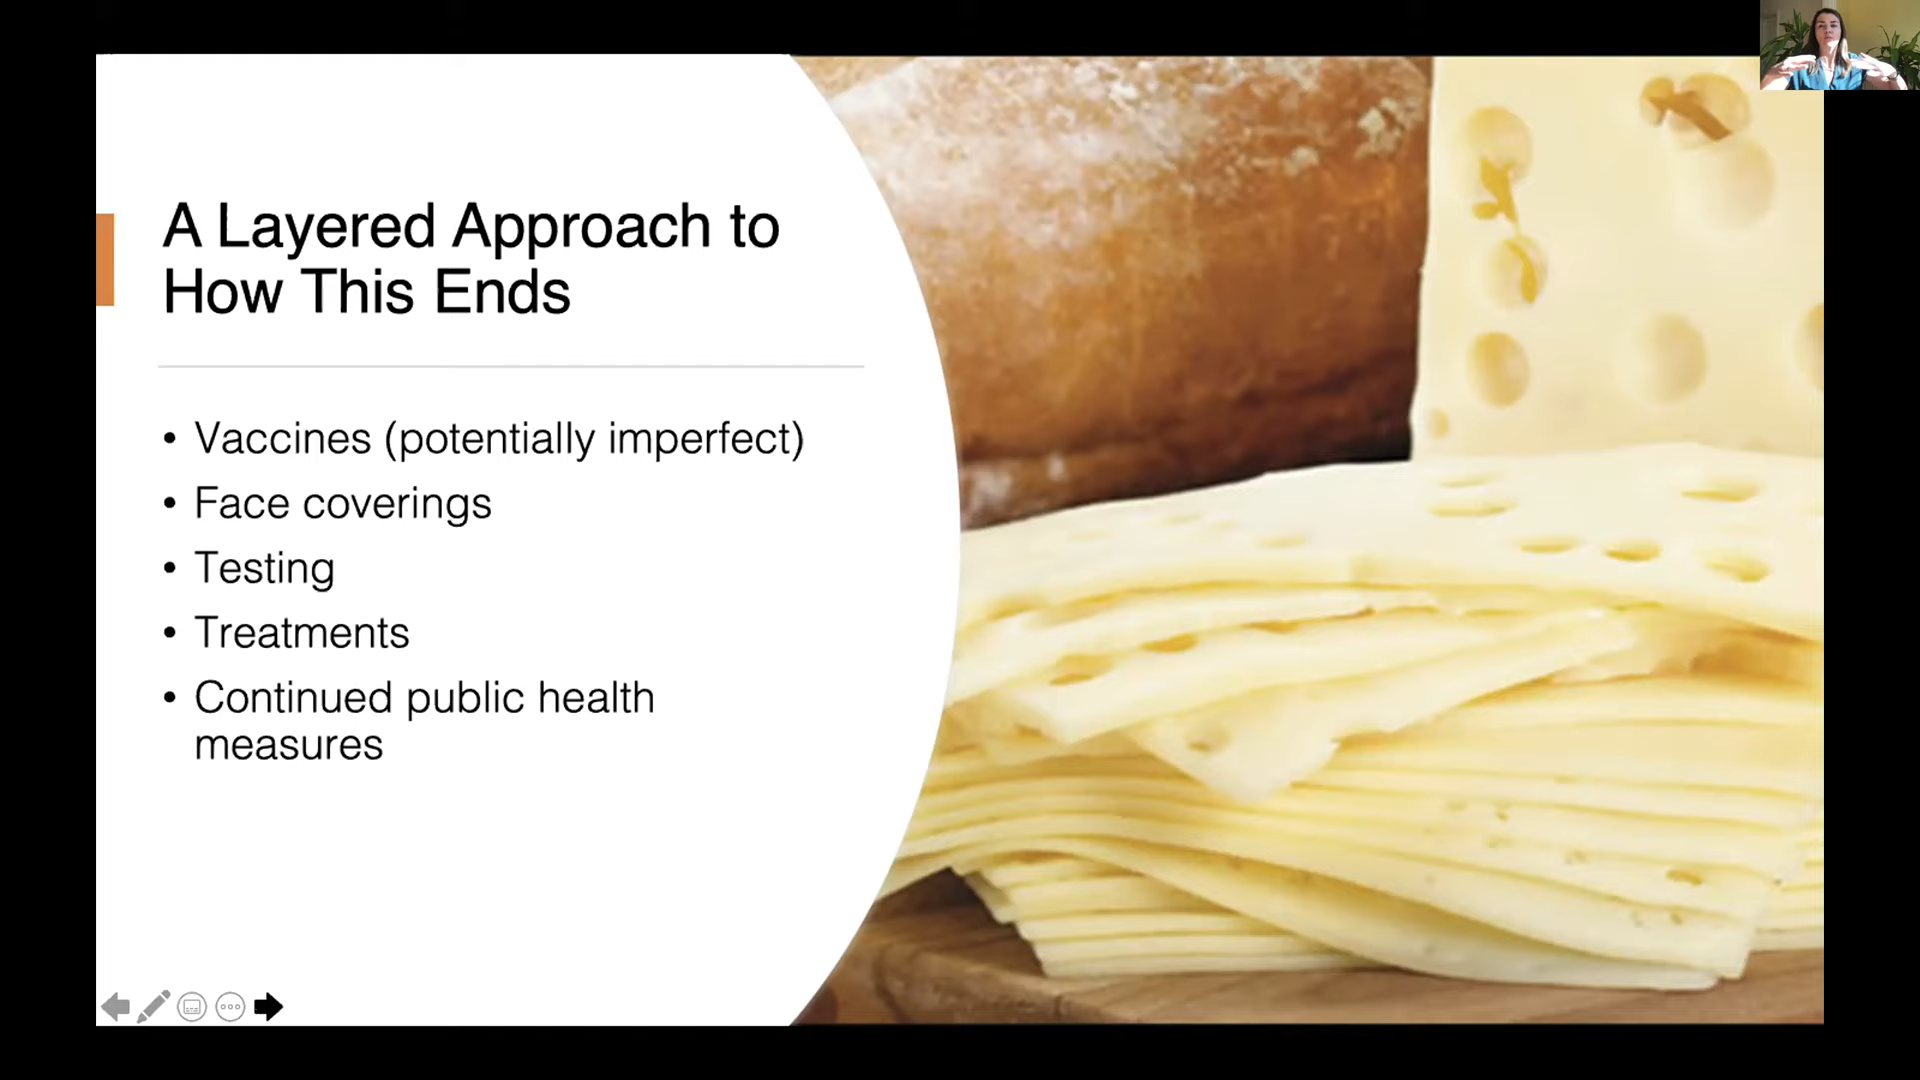 A Layered Approach to
How This Ends
• Vaccines (potentially imperfect)
• Face coverings
• Testing
• Treatments
• Continued public health
measures